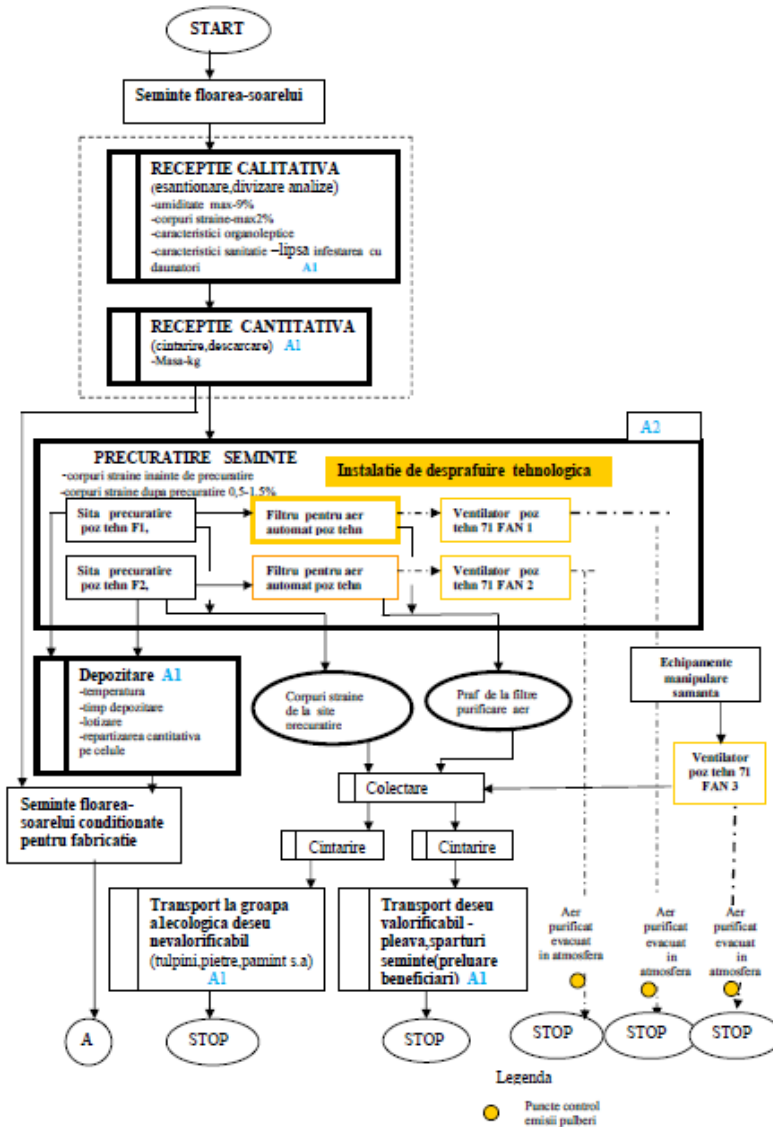 START
Seminte floarea-soarelui
RECEPTIE CALITATIVA
(esantionare,divizare analize)
-umiditate max-9%
-corpuri straine-max2%
-caracteristici organoleptice
-caracteristici sanitatie –lipsa infestarea cu
daunatori A1
RECEPTIE CANTITATIVA
(cintarire,descarcare) A1
-Masa-kg
A2
PRECURATIRE SEMINTE
-corpuri straine inainte de precuratire
-corpuri straine dupa precuratire 0,5-1.5%
Instalatie de desprafuire tehnologica
Sita precuratire
poz tehn F1,
Filtru pentru aer
automat poz tehn
Ventilator poz
tehn 71 FAN 1
Sita precuratire
poz tehn F2,
Filtru pentru aer
automat poz tehn
Ventilator poz
tehn 71 FAN 2
Depozitare A1
-temperatura
-timp depozitare
-lotizare
-repartizarea cantitativa
pe celule
Corpuri straine
de la site
precuratire
Praf de la filtre
purificare aer
Echipamente
manipulare
samanta
Ventilator
poz tehn 71
FAN 3
Colectare
Seminte floarea-
soarelui conditionate
pentru fabricatie
Cintarire
Cintarire
Transport la groapa
a1ecologica deseu
nevalorificabil
(tulpini,pietre,pamint s.a)
A1
Transport deseu
valorificabil -
pleava,sparturi
seminte(preluare
beneficiari) A1
Aer
purificat
evacuat
in atmosfera
Aer
purificat
evacuat
in
atmosfera
Aer
purificat
evacuat
in
atmosfera
A
STOP
STOP
STOP
STOP
STOP
Legenda
Puncte control
emisii pulberi